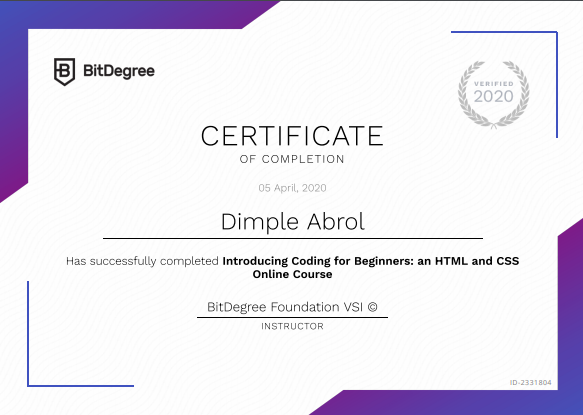 BitDegree
VERIFIED
2020
CERTIFICATE
OF COMPLETION
05 April, 2020
Dimple Abrol
Has successfully completed Introducing Coding for Beginners: an HTML and CSS
Online Course
BitDegree Foundation VSI ©
INSTRUCTOR
ID-2331804